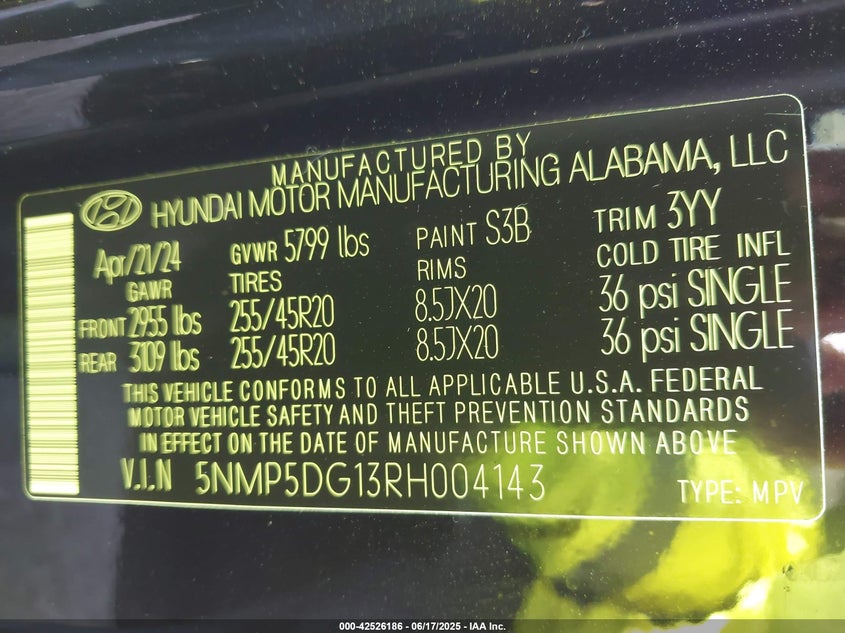 MANUFACTURED BY
HYUNDAI MOTOR MANUFACTURING ALABAMA, LLC
Apr/21/24 GVWR 5799 lbs PAINT S3B TRIM 3YY
GAWR TIRES RIMS COLD TIRE INFL
FRONT 2955 lbs 255/45R20 8.5JX20 36 psi SINGLE
REAR 3109 lbs 255/45R20 8.5JX20 36 psi SINGLE
THIS VEHICLE CONFORMS TO ALL APPLICABLE U.S.A. FEDERAL
MOTOR VEHICLE SAFETY AND THEFT PREVENTION STANDARDS
IN EFFECT ON THE DATE OF MANUFACTURE SHOWN ABOVE
V.I.N 5NMP5DG13RH004143 TYPE: MPV
000-42526186 - 06/17/2025 - IAA Inc.